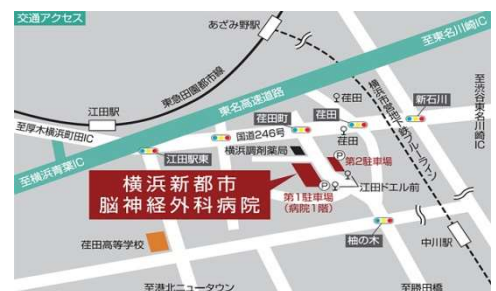 交通アクセス
あざみ野駅
至東名川崎IC
東急田園都市線
東名高速道路
横浜市営地下鉄ブルーライン
至渋谷東名川崎IC
江田駅
荏田
新石川
荏田町
荏田
至厚木横浜町田IC
国道246号
荏田
江田駅東
横浜調剤薬局
P
第2駐車場
至横浜青葉IC
横浜新都市
脳神経外科病院
P
江田ドエル前
第1駐車場
(病院1階)
柚の木
中川駅
荏田高等学校
至港北ニュータウン
至勝田橋